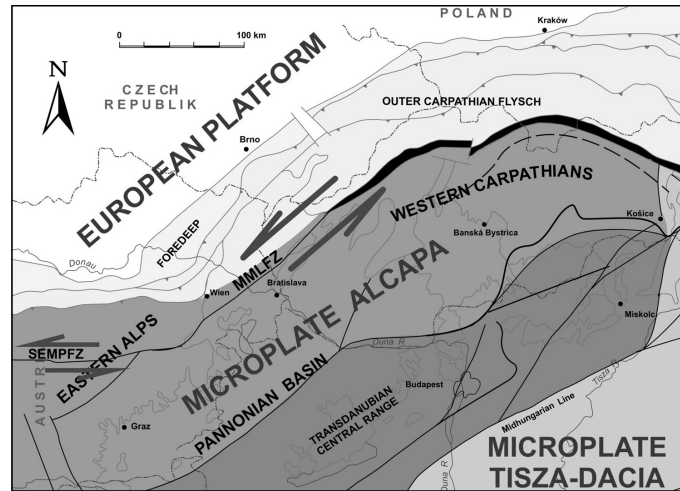 POLAND
Kraków
0 100 km
N
CZECH
REPUBLIK
EUROPEAN PLATFORM
OUTER CARPATHIAN FLYSCH
Brno
WESTERN CARPATHIANS
Košice
Banská Bystrica
FOREDEEP
Donau
MMLFZ
Bratislava
Wien
MICROPLATE ALCAPA
Miskolc
EASTERN ALPS
SEMPFZ
AUSTRI
Duna R.
Tisza R.
Budapest
PANNONIAN BASIN
TRANSDANUBIAN
CENTRAL RANGE
Midhungarian Line
Graz
Duna R
MICROPLATE
TISZA-DACIA